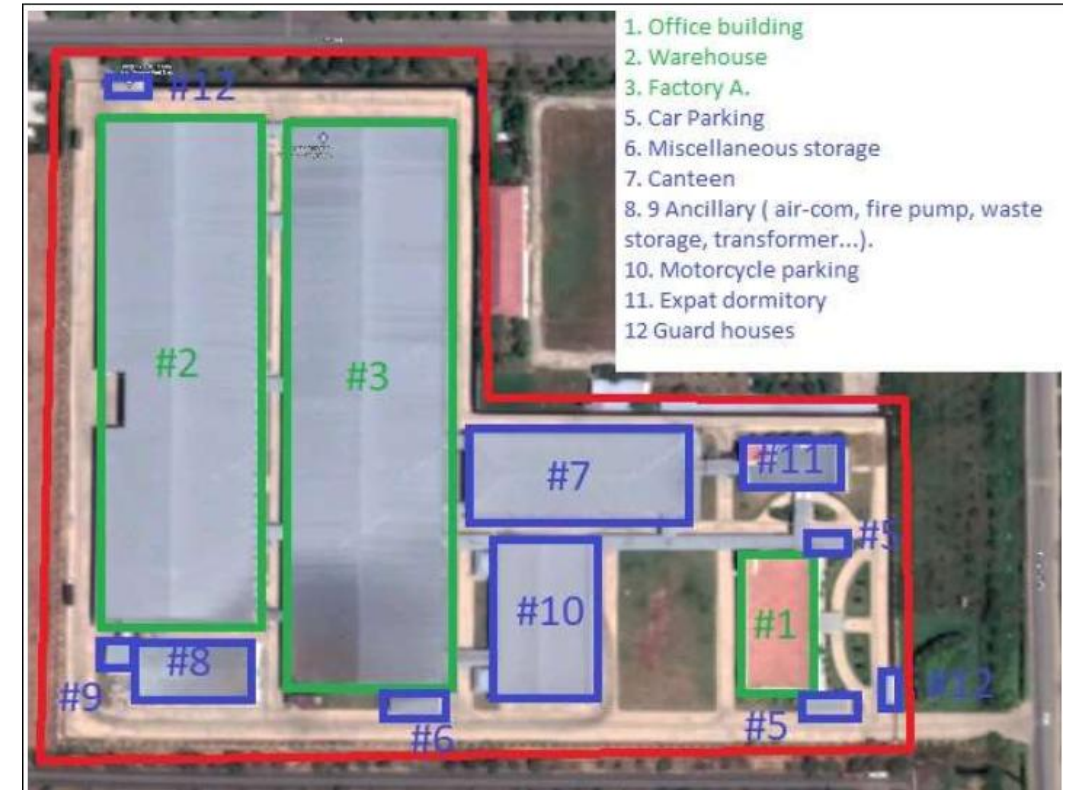 1. Office building
2. Warehouse
3. Factory A.
5. Car Parking
6. Miscellaneous storage
7. Canteen
8. 9 Ancillary ( air-com, fire pump, waste
storage, transformer...).
10. Motorcycle parking
11. Expat dormitory
12 Guard houses
#12
#2
#3
#7
#11
#5
#10
#1
#8
#9
#12
#5
#6